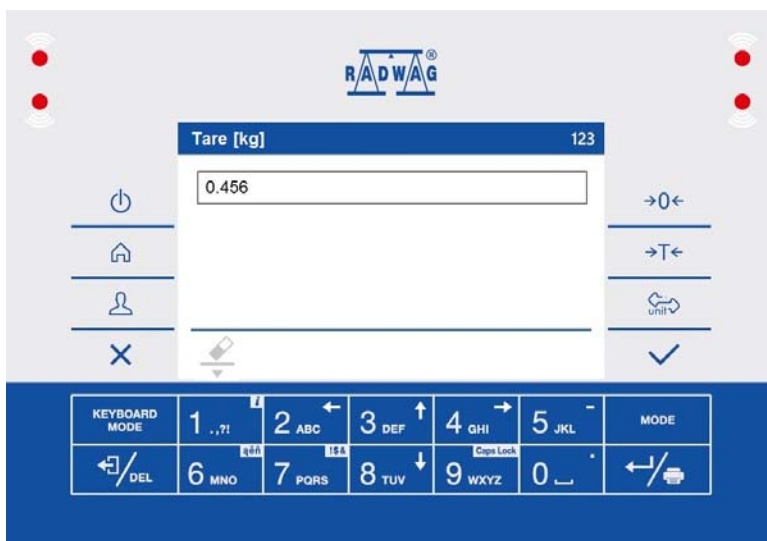 RADWAG®
Tare [kg] 123
0.456
→0←
→T←
unit
KEYBOARD MODE
1 .,?! i
2 ABC ←
3 DEF ↑
4 GHI →
5 JKL -
MODE
DEL
6 MNO ąêñ
7 PQRS !$&
8 TUV ↓
9 WXYZ Caps Lock
0 .